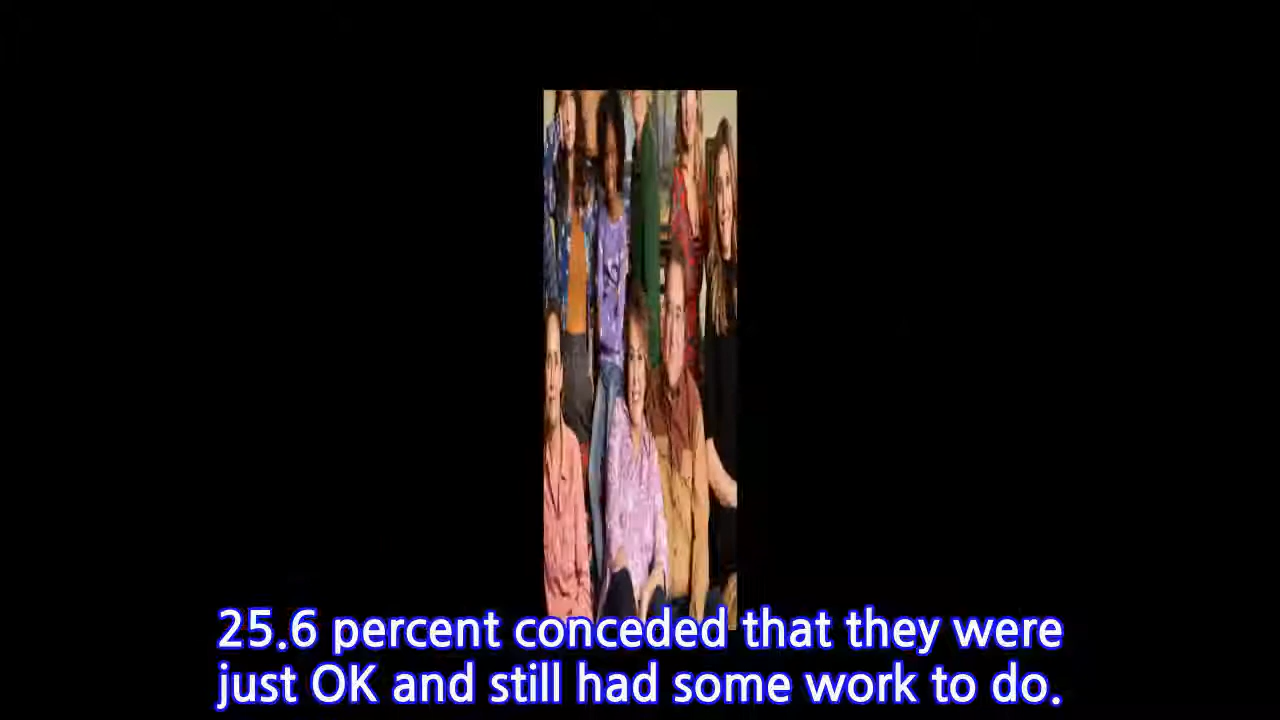 25.6 percent conceded that they were
just OK and still had some work to do.